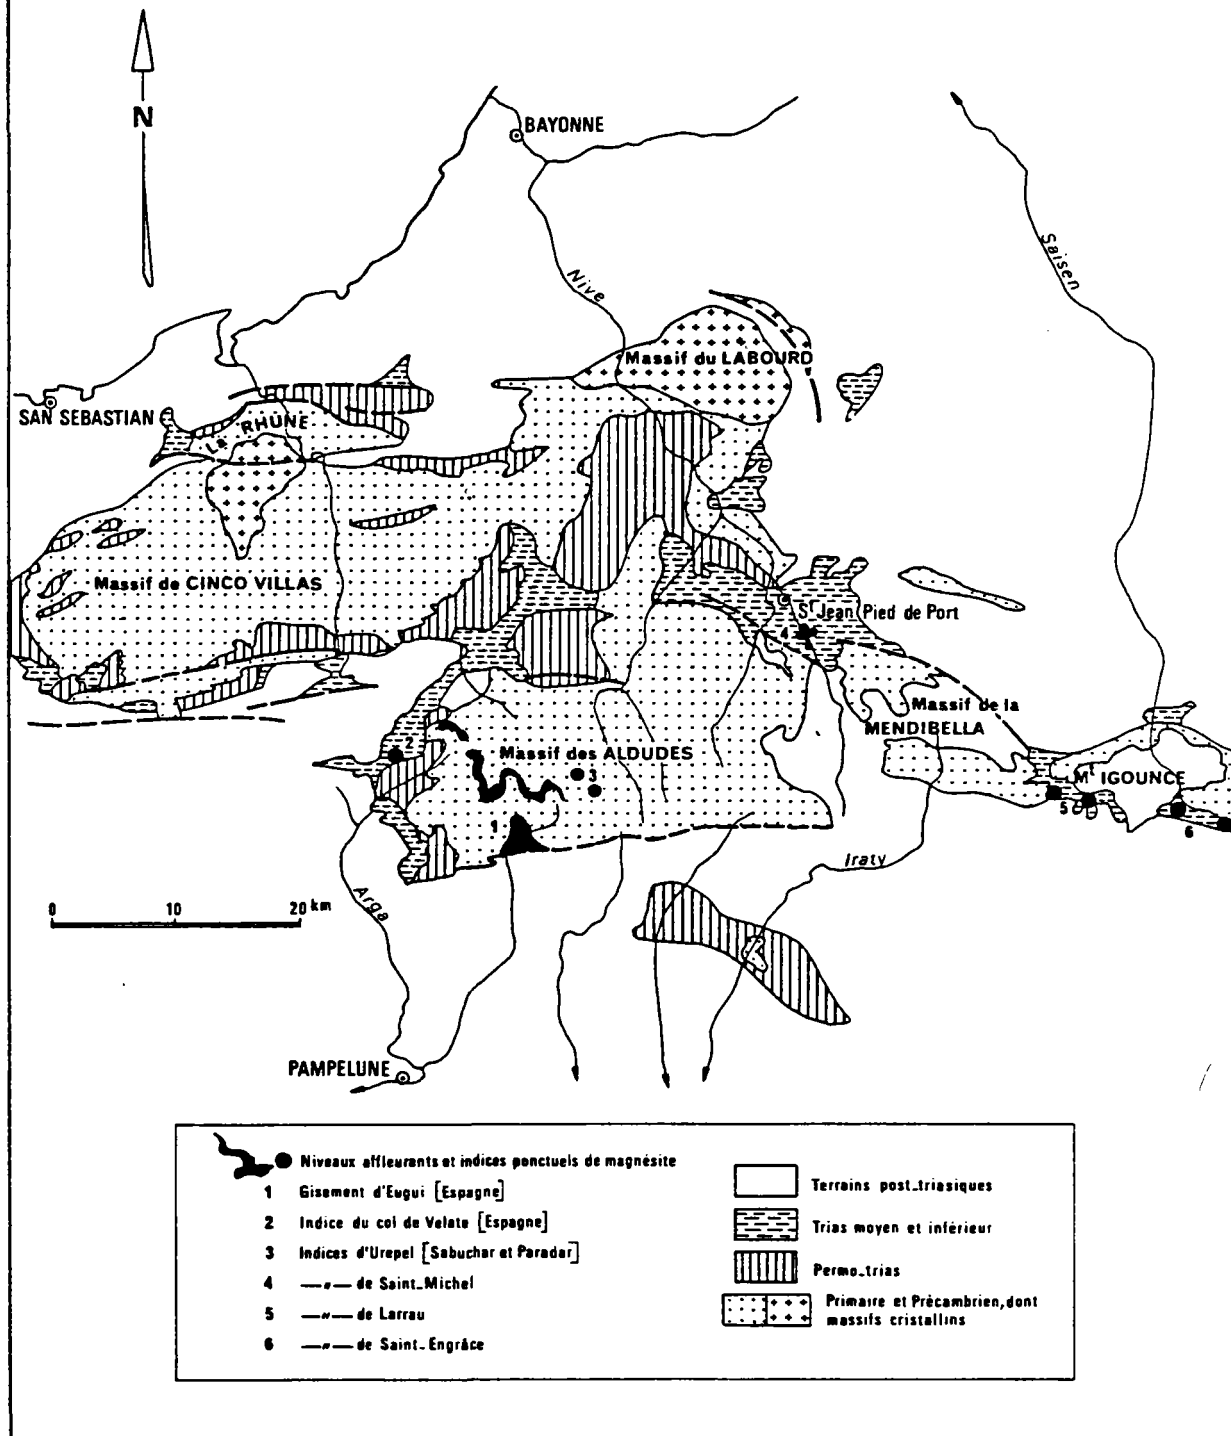 N
BAYONNE
Nive
Saisen
Massif du LABOURD
SAN SEBASTIAN
La RHUNE
Massif de CINCO VILLAS
St Jean Pied de Port
4
Massif de la
MENDIBELLA
2
Massif des ALDUDES
3
Mt IGOUNCE
5
6
1
Iraty
Arga
0 10 20 km
PAMPELUNE
Niveaux affleurants et indices ponctuels de magnésite
1 Gisement d'Eugui [Espagne]
2 Indice du col de Velate [Espagne]
3 Indices d'Urepel [Sabuchar et Paradar]
4 —〃— de Saint-Michel
5 —〃— de Larrau
6 —〃— de Saint-Engrâce
Terrains post-triasiques
Trias moyen et inférieur
Permo-trias
Primaire et Précambrien, dont
massifs cristallins